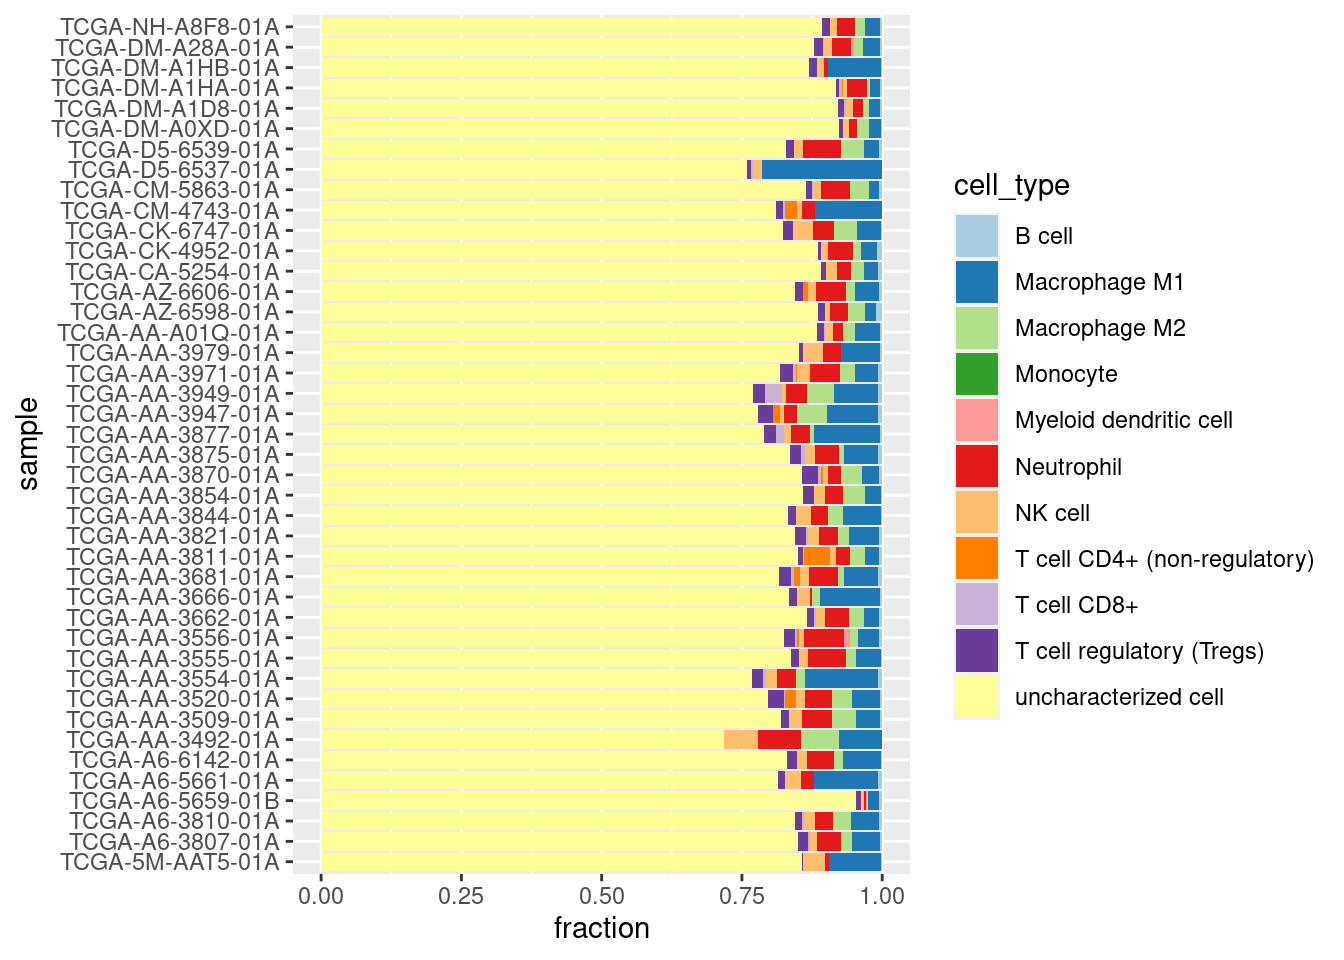 TCGA-NH-A8F8-01A
TCGA-DM-A28A-01A
TCGA-DM-A1HB-01A
TCGA-DM-A1HA-01A
TCGA-DM-A1D8-01A
TCGA-DM-A0XD-01A
TCGA-D5-6539-01A
TCGA-D5-6537-01A
TCGA-CM-5863-01A
TCGA-CM-4743-01A
TCGA-CK-6747-01A
TCGA-CK-4952-01A
TCGA-CA-5254-01A
TCGA-AZ-6606-01A
TCGA-AZ-6598-01A
TCGA-AA-A01Q-01A
TCGA-AA-3979-01A
TCGA-AA-3971-01A
TCGA-AA-3949-01A
TCGA-AA-3947-01A
TCGA-AA-3877-01A
TCGA-AA-3875-01A
TCGA-AA-3870-01A
TCGA-AA-3854-01A
TCGA-AA-3844-01A
TCGA-AA-3821-01A
TCGA-AA-3811-01A
TCGA-AA-3681-01A
TCGA-AA-3666-01A
TCGA-AA-3662-01A
TCGA-AA-3556-01A
TCGA-AA-3555-01A
TCGA-AA-3554-01A
TCGA-AA-3520-01A
TCGA-AA-3509-01A
TCGA-AA-3492-01A
TCGA-A6-6142-01A
TCGA-A6-5661-01A
TCGA-A6-5659-01B
TCGA-A6-3810-01A
TCGA-A6-3807-01A
TCGA-5M-AAT5-01A
sample
0.00 0.25 0.50 0.75 1.00
fraction
cell_type
B cell
Macrophage M1
Macrophage M2
Monocyte
Myeloid dendritic cell
Neutrophil
NK cell
T cell CD4+ (non-regulatory)
T cell CD8+
T cell regulatory (Tregs)
uncharacterized cell